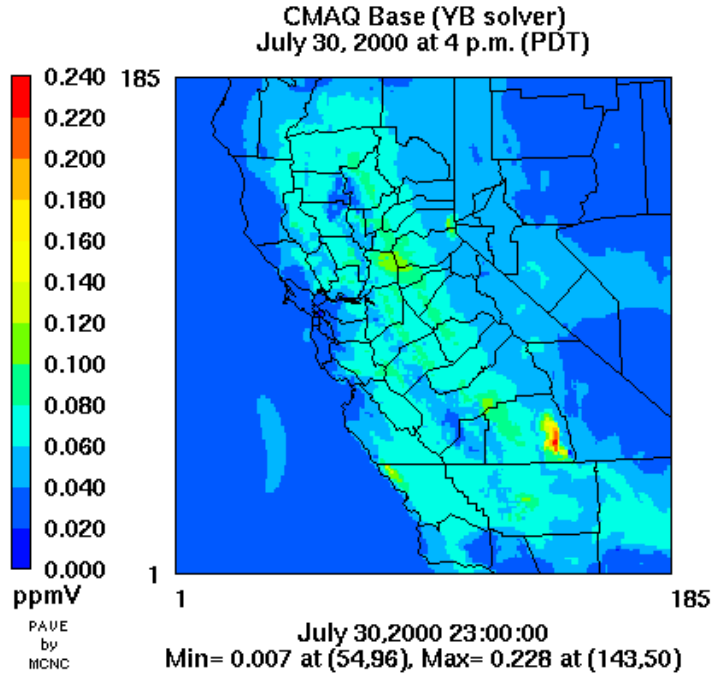 CMAQ Base (YB solver)
July 30, 2000 at 4 p.m. (PDT)
0.240
0.220
0.200
0.180
0.160
0.140
0.120
0.100
0.080
0.060
0.040
0.020
0.000
ppmV
PAVE
by
MCNC
185
1
1
185
July 30,2000 23:00:00
Min= 0.007 at (54,96), Max= 0.228 at (143,50)